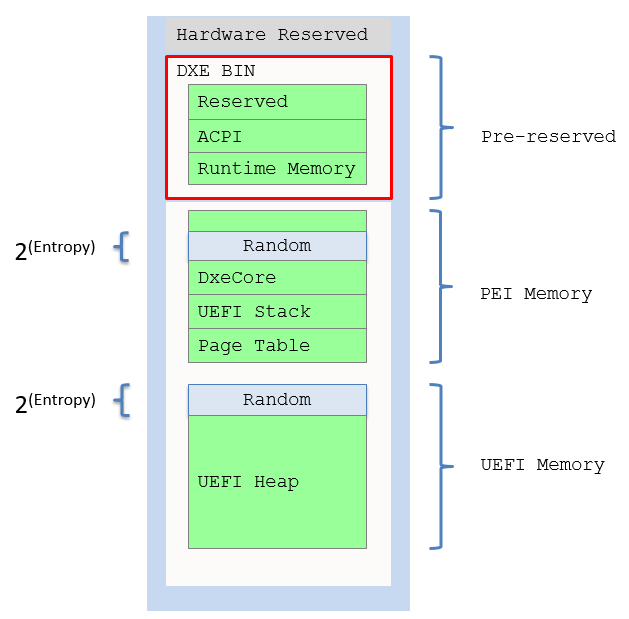 Hardware Reserved
DXE BIN
Reserved
ACPI
Runtime Memory
Pre-reserved
2(Entropy)
Random
DxeCore
UEFI Stack
Page Table
PEI Memory
2(Entropy)
Random
UEFI Heap
UEFI Memory